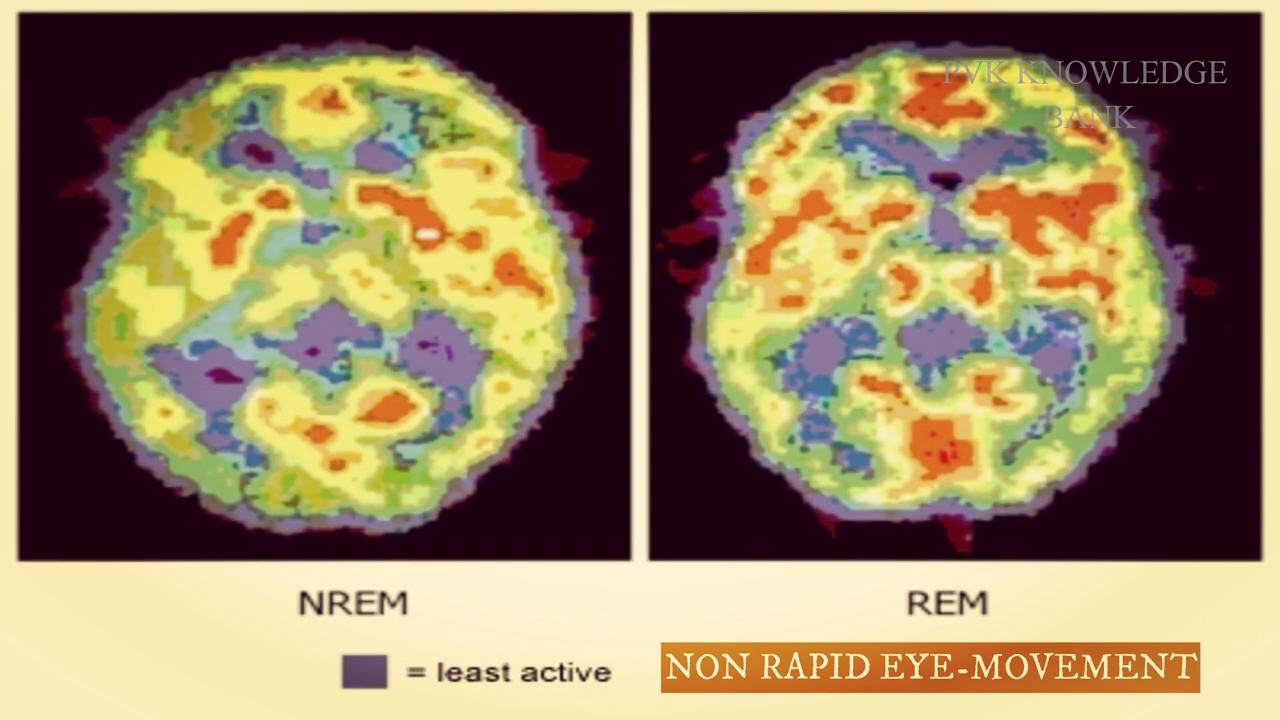 PVK KNOWLEDGE
BANK
NREM
REM
= least active
NON RAPID EYE-MOVEMENT